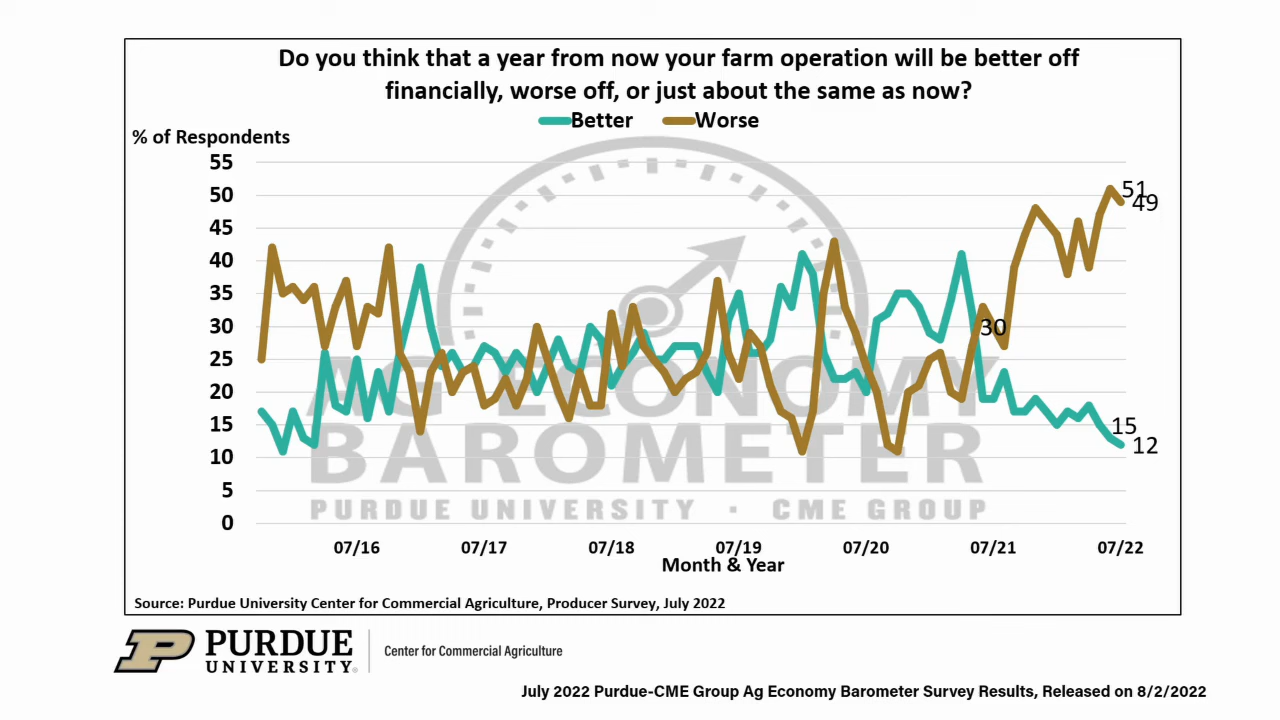 Do you think that a year from now your farm operation will be better off
financially, worse off, or just about the same as now?
Better Worse
% of Respondents
55
50
45
40
35
30
25
20
15
10
5
0
51
49
30
15
12
AG ECONOMY
BAROMETER
PURDUE UNIVERSITY · CME GROUP
07/16 07/17 07/18 07/19 07/20 07/21 07/22
Month & Year
Source: Purdue University Center for Commercial Agriculture, Producer Survey, July 2022
P PURDUE
UNIVERSITY®
Center for Commercial Agriculture
July 2022 Purdue-CME Group Ag Economy Barometer Survey Results, Released on 8/2/2022